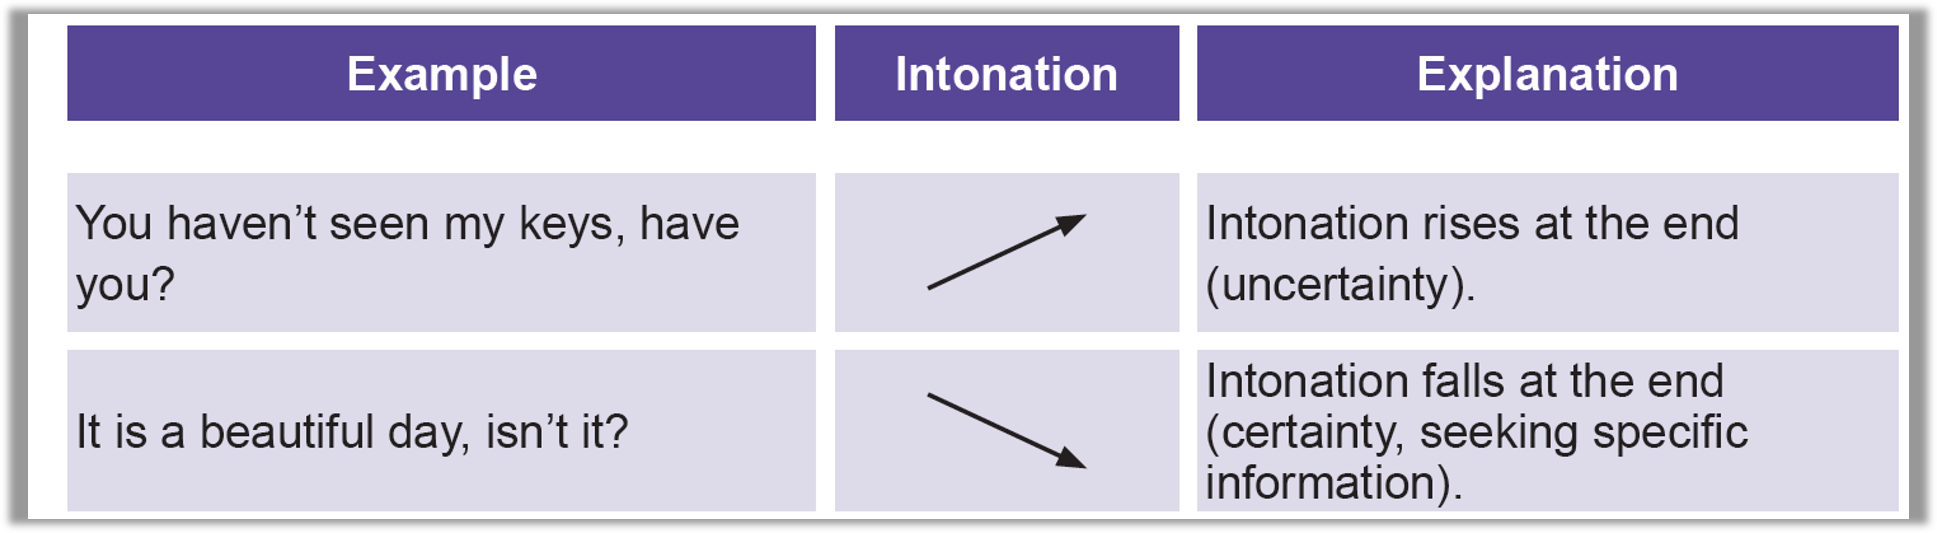 Example
Intonation
Explanation
You haven’t seen my keys, have
you?
Intonation rises at the end
(uncertainty).
It is a beautiful day, isn’t it?
Intonation falls at the end
(certainty, seeking specific
information).